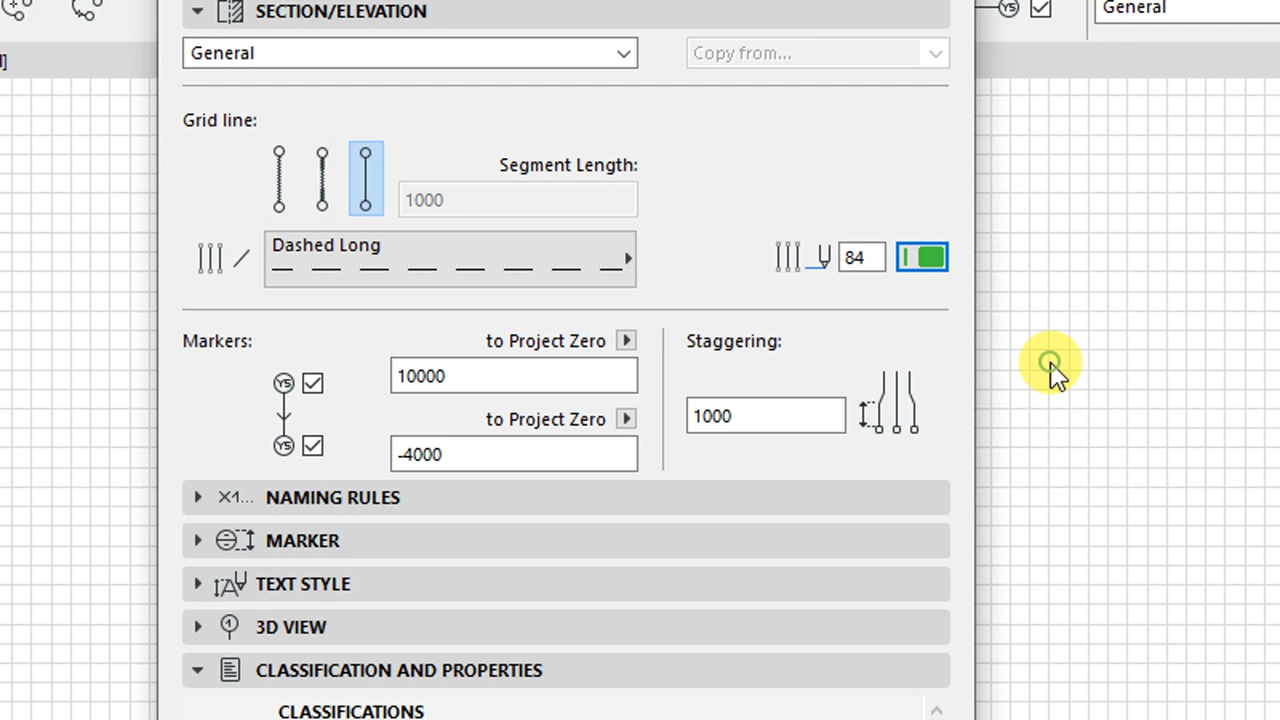 SECTION/ELEVATION
General
General
Copy from...
Grid line:
Segment Length:
1000
Dashed Long
84
Markers:
to Project Zero
Staggering:
10000
to Project Zero
1000
-4000
X1... NAMING RULES
MARKER
TEXT STYLE
3D VIEW
CLASSIFICATION AND PROPERTIES
CLASSIFICATIONS